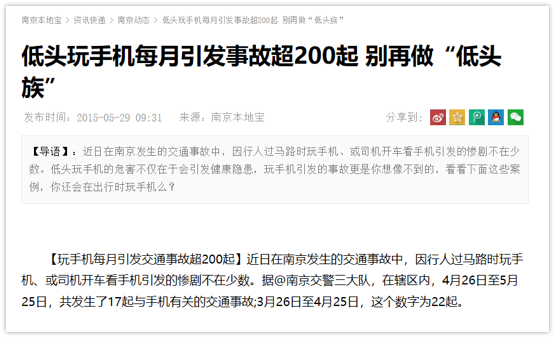 南京本地宝 > 资讯快递 > 南京动态 > 低头玩手机每月引发事故超200起 别再做“低头族”
低头玩手机每月引发事故超200起 别再做“低头
族”
发布时间：2015-05-29 09:31 来源：南京本地宝 分享到：
【导语】：近日在南京发生的交通事故中，因行人过马路时玩手机、或司机开车看手机引发的惨剧不在少
数。低头玩手机的危害不仅在于会引发健康隐患，玩手机引发的事故更是你想像不到的，看看下面这些案
例，你还会在出行时玩手机么？
【玩手机每月引发交通事故超200起】近日在南京发生的交通事故中，因行人过马路时玩手
机、或司机开车看手机引发的惨剧不在少数。据@南京交警三大队，在辖区内，4月26日至5月
25日，共发生了17起与手机有关的交通事故;3月26日至4月25日，这个数字为22起。